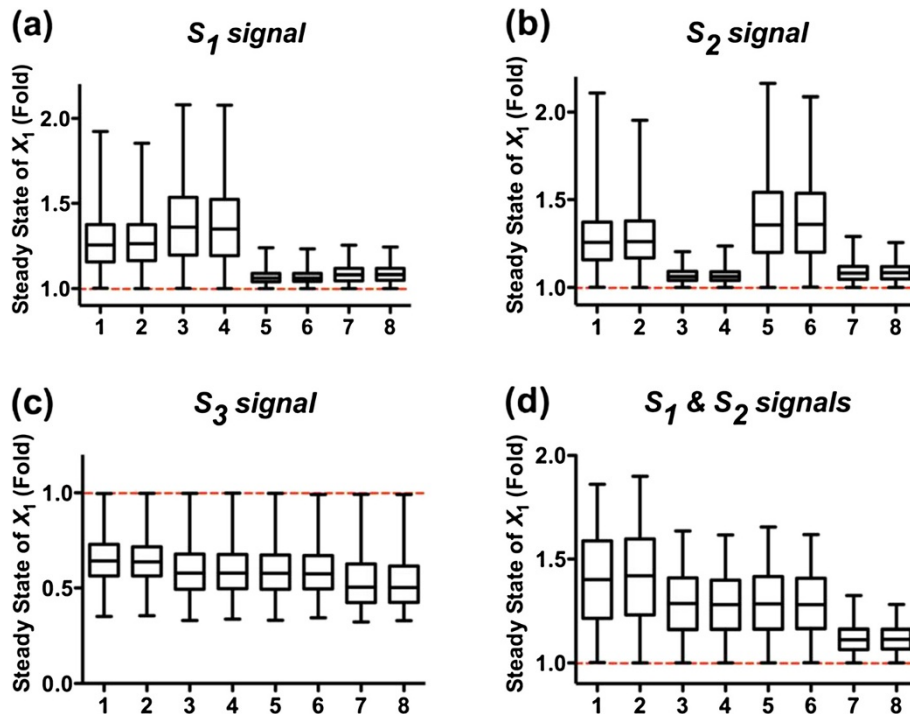 (a)
S1 signal
Steady State of X1 (Fold)
2.0
1.5
1.0
1 2 3 4 5 6 7 8
(b)
S2 signal
Steady State of X1 (Fold)
2.0
1.5
1.0
1 2 3 4 5 6 7 8
(c)
S3 signal
Steady State of X1 (Fold)
1.0
0.5
0.0
1 2 3 4 5 6 7 8
(d)
S1 & S2 signals
Steady State of X1 (Fold)
2.0
1.5
1.0
1 2 3 4 5 6 7 8